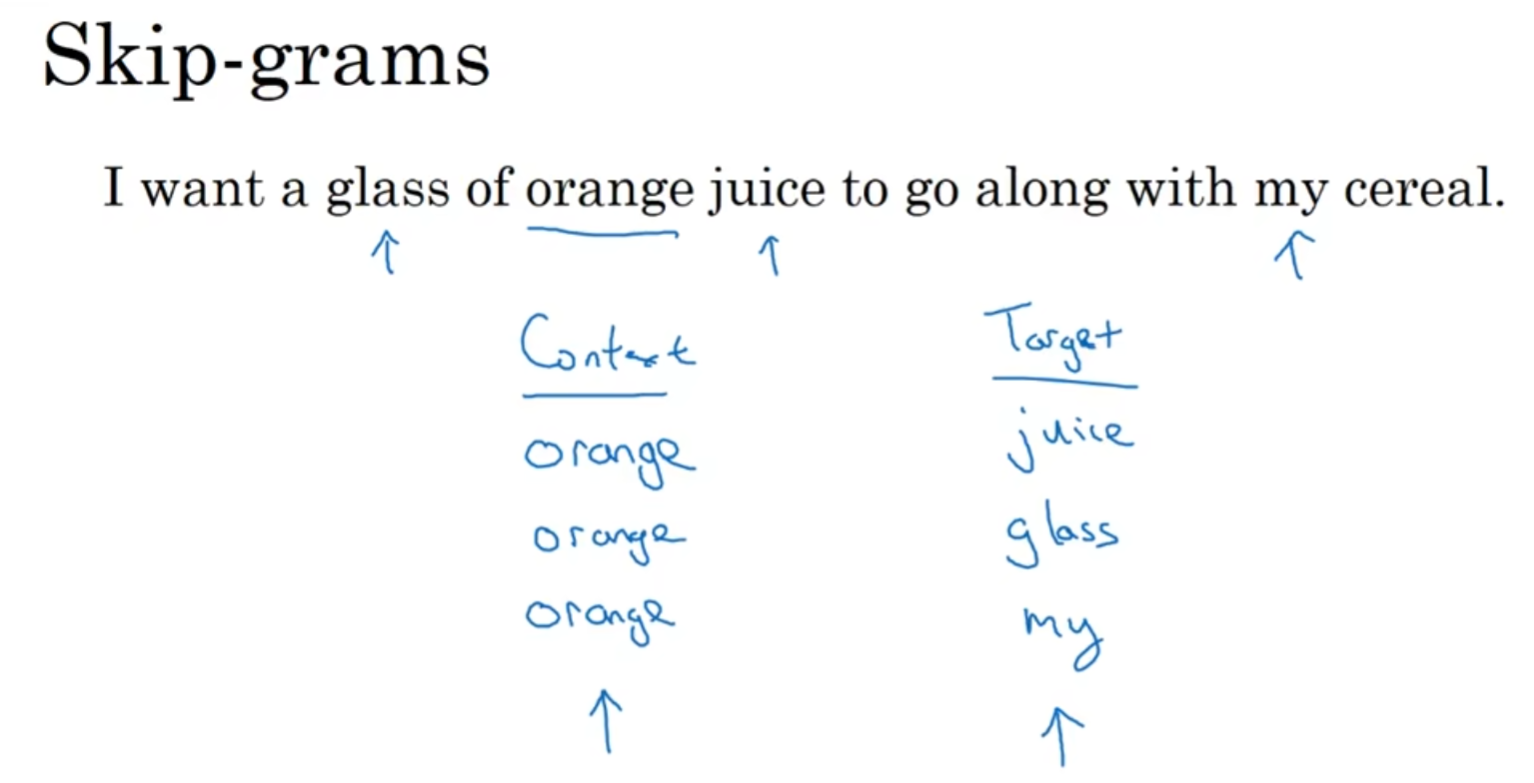 Skip-grams
I want a glass of orange juice to go along with my cereal.
Context Target
orange juice
orange glass
orange my